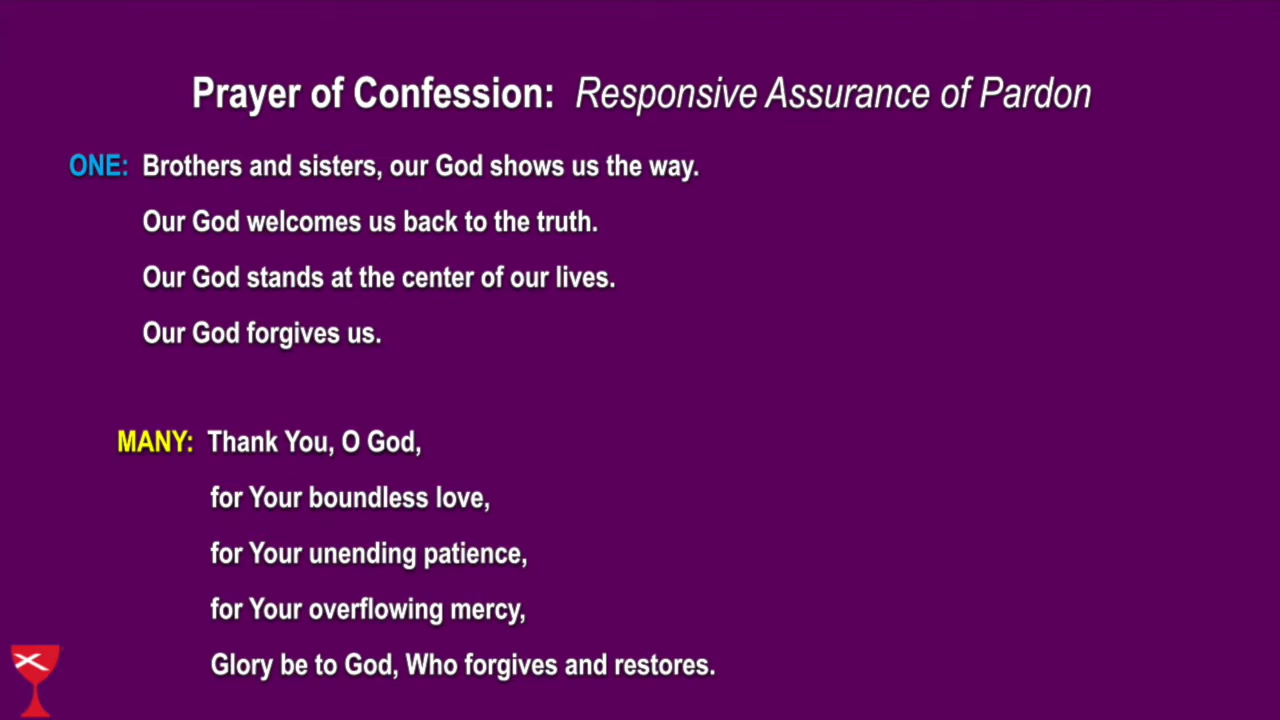 Prayer of Confession: Responsive Assurance of Pardon
ONE: Brothers and sisters, our God shows us the way.
Our God welcomes us back to the truth.
Our God stands at the center of our lives.
Our God forgives us.
MANY: Thank You, O God,
for Your boundless love,
for Your unending patience,
for Your overflowing mercy,
Glory be to God, Who forgives and restores.